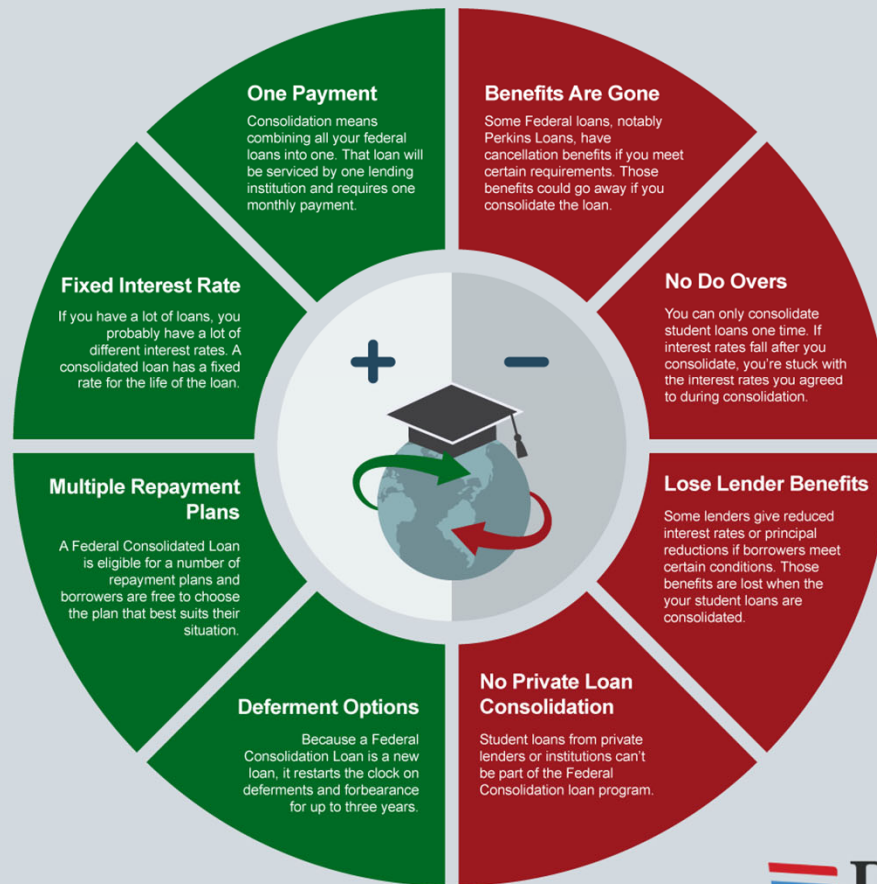 One Payment
Consolidation means
combining all your federal
loans into one. That loan will
be serviced by one lending
institution and requires one
monthly payment.
Benefits Are Gone
Some Federal loans, notably
Perkins Loans, have
cancellation benefits if you meet
certain requirements. Those
benefits could go away if you
consolidate the loan.
Fixed Interest Rate
If you have a lot of loans, you
probably have a lot of
different interest rates. A
consolidated loan has a fixed
rate for the life of the loan.
No Do Overs
You can only consolidate
student loans one time. If
interest rates fall after you
consolidate, you're stuck with
the interest rates you agreed
to during consolidation.
Multiple Repayment
Plans
A Federal Consolidated Loan
is eligible for a number of
repayment plans and
borrowers are free to choose
the plan that best suits their
situation.
Lose Lender Benefits
Some lenders give reduced
interest rates or principal
reductions if borrowers meet
certain conditions. Those
benefits are lost when the
your student loans are
consolidated.
Deferment Options
Because a Federal
Consolidation Loan is a new
loan, it restarts the clock on
deferments and forbearance
for up to three years.
No Private Loan
Consolidation
Student loans from private
lenders or institutions can't
be part of the Federal
Consolidation loan program.